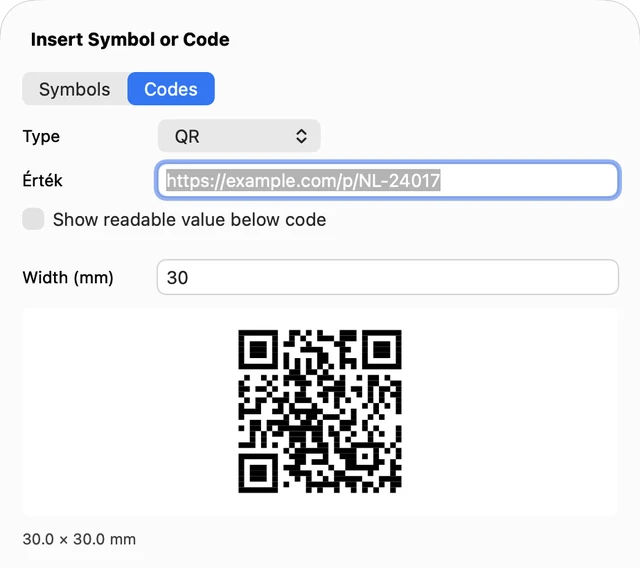 Insert Symbol or Code
Symbols Codes
Type QR
Érték https://example.com/p/NL-24017
Show readable value below code
Width (mm) 30
30.0 × 30.0 mm